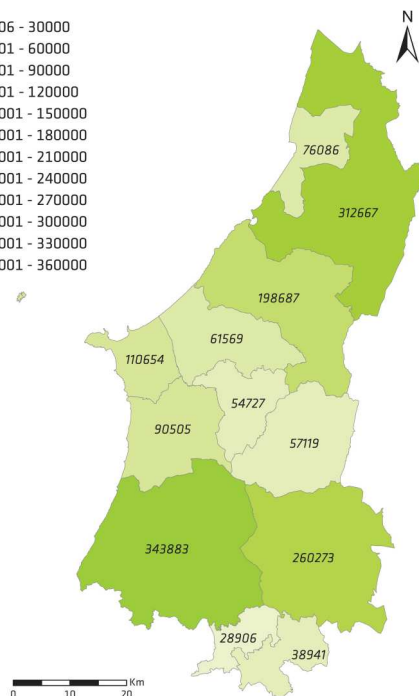 06 - 30000
01 - 60000
01 - 90000
01 - 120000
001 - 150000
001 - 180000
001 - 210000
001 - 240000
001 - 270000
001 - 300000
001 - 330000
001 - 360000
N
76086
312667
198687
61569
110654
54727
90505
57119
343883
260273
28906
38941
Km
0 10 20